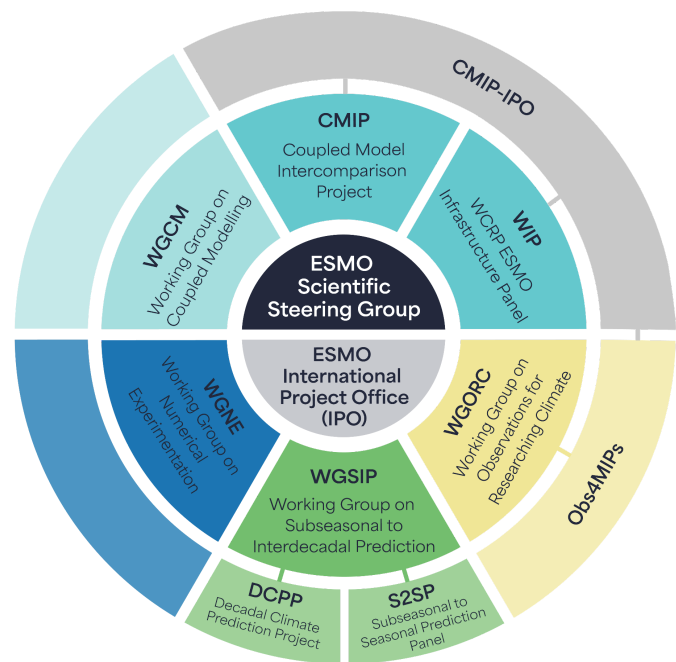 CMIP-IPO
CMIP
Coupled Model
Intercomparison
Project
WIP
WCRP ESMO
Infrastructure Panel
WGCM
Working Group on
Coupled Modelling
ESMO
Scientific
Steering Group
ESMO
International
Project Office
(IPO)
WGNE
Working Group on
Numerical
Experimentation
WGORC
Working Group on
Observations for
Researching Climate
Obs4MIPs
WGSIP
Working Group on
Subseasonal to
Interdecadal Prediction
DCPP
Decadal Climate
Prediction Project
S2SP
Subseasonal to
Seasonal Prediction
Panel